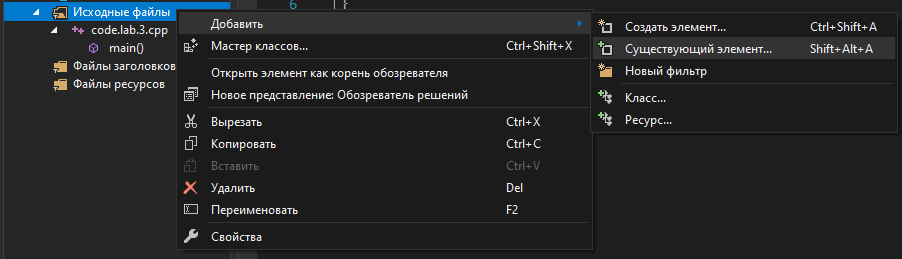 Исходные файлы
code.lab.3.cpp
main()
Файлы заголовков
Файлы ресурсов
6
}
Добавить
Мастер классов... Ctrl+Shift+X
Открыть элемент как корень обозревателя
Новое представление: Обозреватель решений
Вырезать Ctrl+X
Копировать Ctrl+C
Вставить Ctrl+V
Удалить Del
Переименовать F2
Свойства
Создать элемент... Ctrl+Shift+A
Существующий элемент... Shift+Alt+A
Новый фильтр
Класс...
Ресурс...